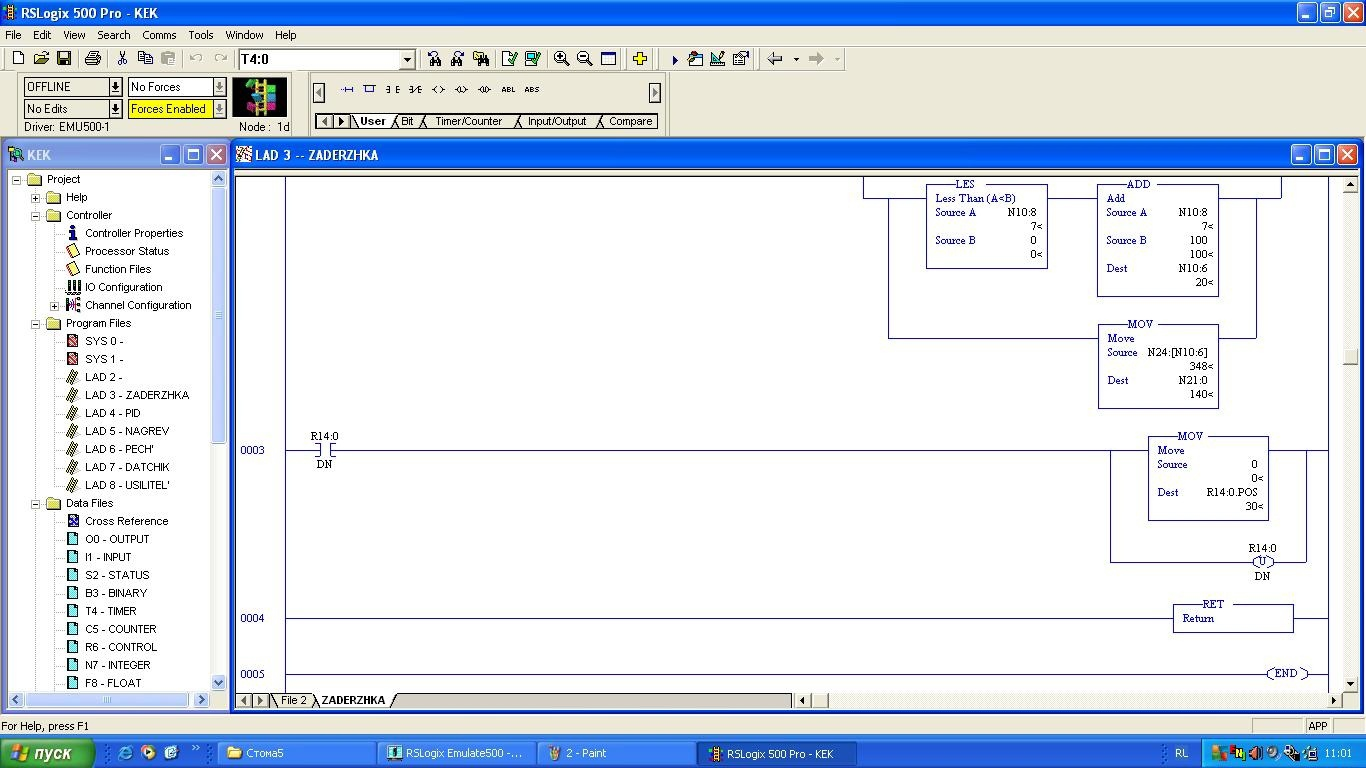 RSLogix 500 Pro - KEK
File Edit View Search Comms Tools Window Help
T4:0
OFFLINE No Forces
No Edits Forces Enabled
Driver: EMU500-1 Node : 1d
ABL ABS
User Bit Timer/Counter Input/Output Compare
KEK
Project
Help
Controller
Controller Properties
Processor Status
Function Files
IO Configuration
Channel Configuration
Program Files
SYS 0 -
SYS 1 -
LAD 2 -
LAD 3 - ZADERZHKA
LAD 4 - PID
LAD 5 - NAGREV
LAD 6 - PECH'
LAD 7 - DATCHIK
LAD 8 - USILITEL'
Data Files
Cross Reference
O0 - OUTPUT
I1 - INPUT
S2 - STATUS
B3 - BINARY
T4 - TIMER
C5 - COUNTER
R6 - CONTROL
N7 - INTEGER
F8 - FLOAT
LAD 3 -- ZADERZHKA
LES
Less Than (A<B)
Source A N10:8
7<
Source B 0
0<
ADD
Add
Source A N10:8
7<
Source B 100
100<
Dest N10:6
20<
MOV
Move
Source N24:[N10:6]
348<
Dest N21:0
140<
0003
R14:0
DN
MOV
Move
Source 0
0<
Dest R14:0.POS
30<
R14:0
U
DN
0004
RET
Return
0005
END
File 2 ZADERZHKA
For Help, press F1
APP
пуск
»
Стома5
RSLogix Emulate500 -...
2 - Paint
RSLogix 500 Pro - KEK
RL
11:01